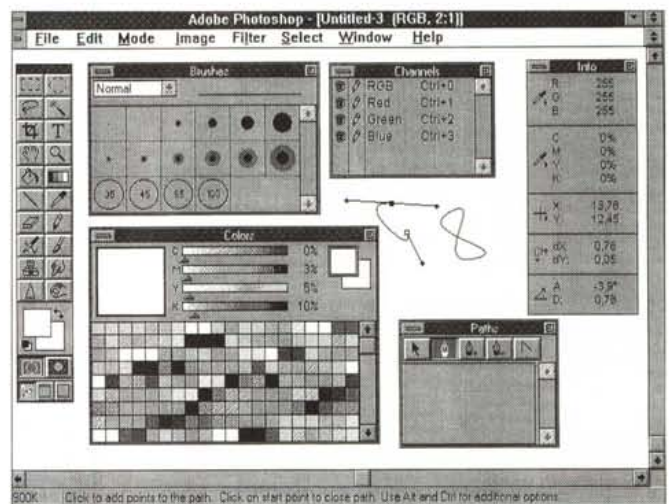 Adobe Photoshop - [Untitled-3 (RGB, 2:1)]
File Edit Mode Image Filter Select Window Help
Brushes
Normal
35 45 65 100
Channels
RGB Ctrl+0
Red Ctrl+1
Green Ctrl+2
Blue Ctrl+3
Info
R: 255
G: 255
B: 255
C: 0%
M: 0%
Y: 0%
K: 0%
X: 13,76
Y: 12,45
dX: 0,76
dY: 0,05
A: -3,9°
D: 0,78
T
Colors
C 0%
M 3%
Y 5%
K 10%
Paths
900K Click to add points to the path. Click on start point to close path. Use Alt and Ctrl for additional options.